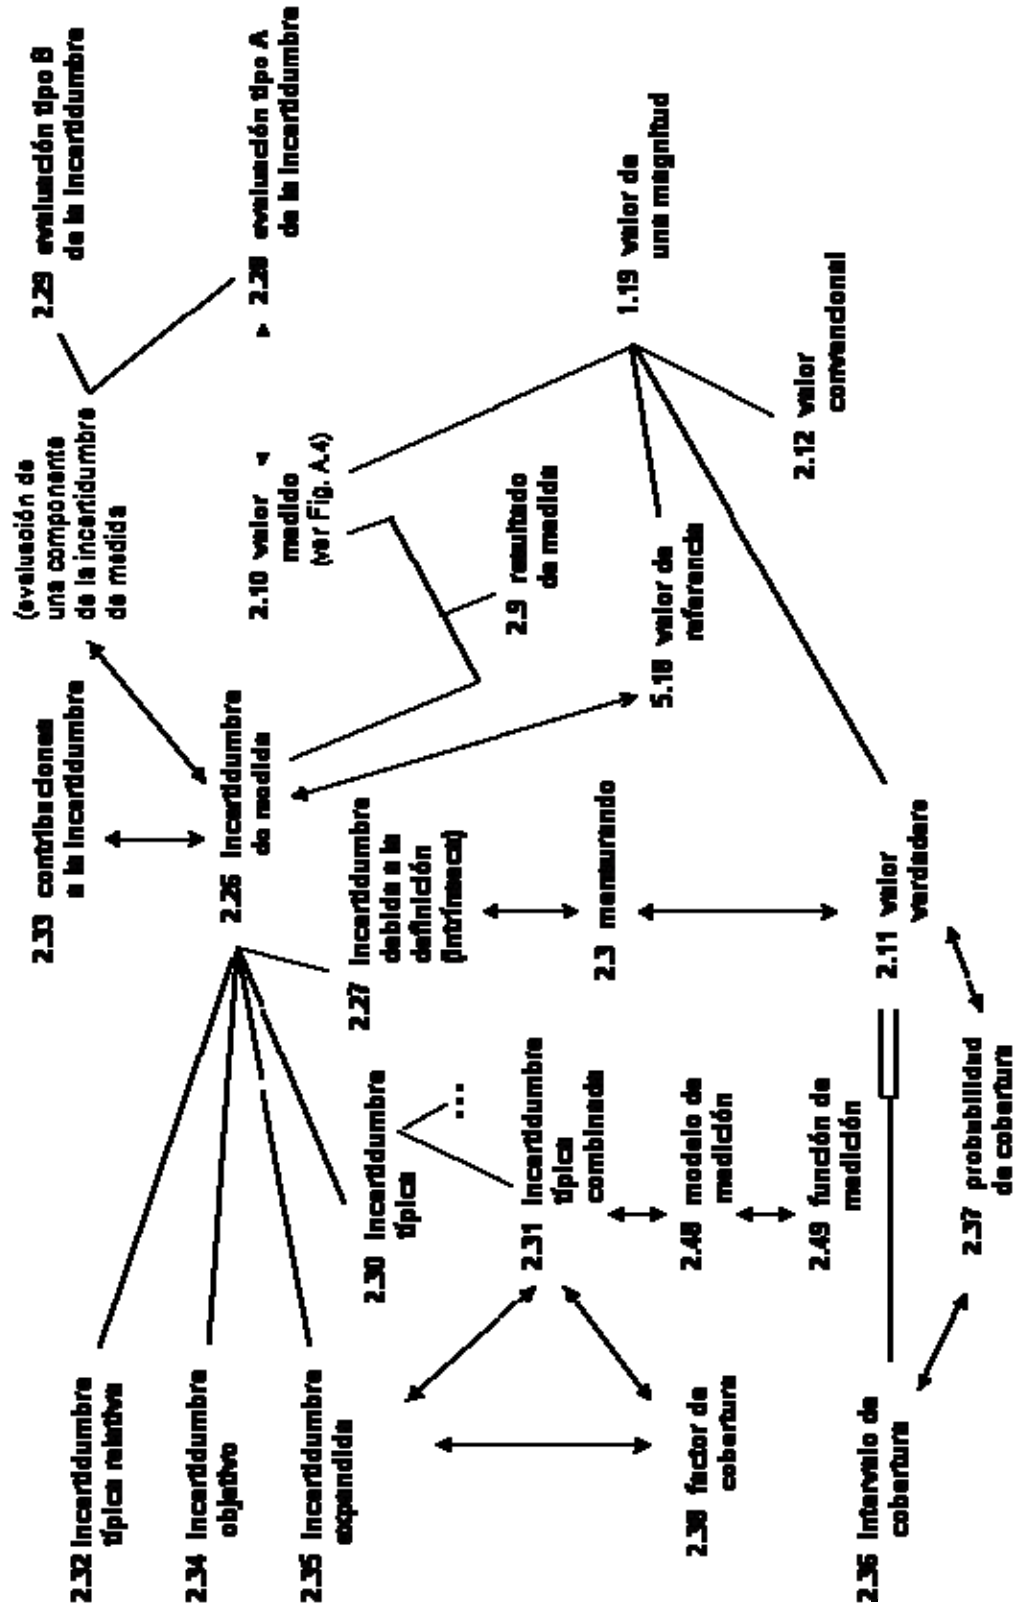 2.29 evaluación tipo B
de la incertidumbre
(evaluación de
una componente
de la incertidumbre
de medida
2.28 evaluación tipo A
de la incertidumbre
2.33 contribuciones
a la incertidumbre
2.10 valor
medido
(ver Fig. A.4)
2.26 incertidumbre
de medida
2.32 incertidumbre
típica relativa
2.34 incertidumbre
objetivo
2.35 incertidumbre
expandida
2.30 incertidumbre
típica
...
2.27 incertidumbre
debida a la
definición
(intrínseca)
2.9 resultado
de medida
1.19 valor de
una magnitud
2.31 incertidumbre
típica
combinada
2.3 mensurando
5.18 valor de
referencia
2.12 valor
convencional
2.38 factor de
cobertura
2.48 modelo de
medición
2.49 función de
medición
2.11 valor
verdadero
2.36 intervalo de
cobertura
2.37 probabilidad
de cobertura